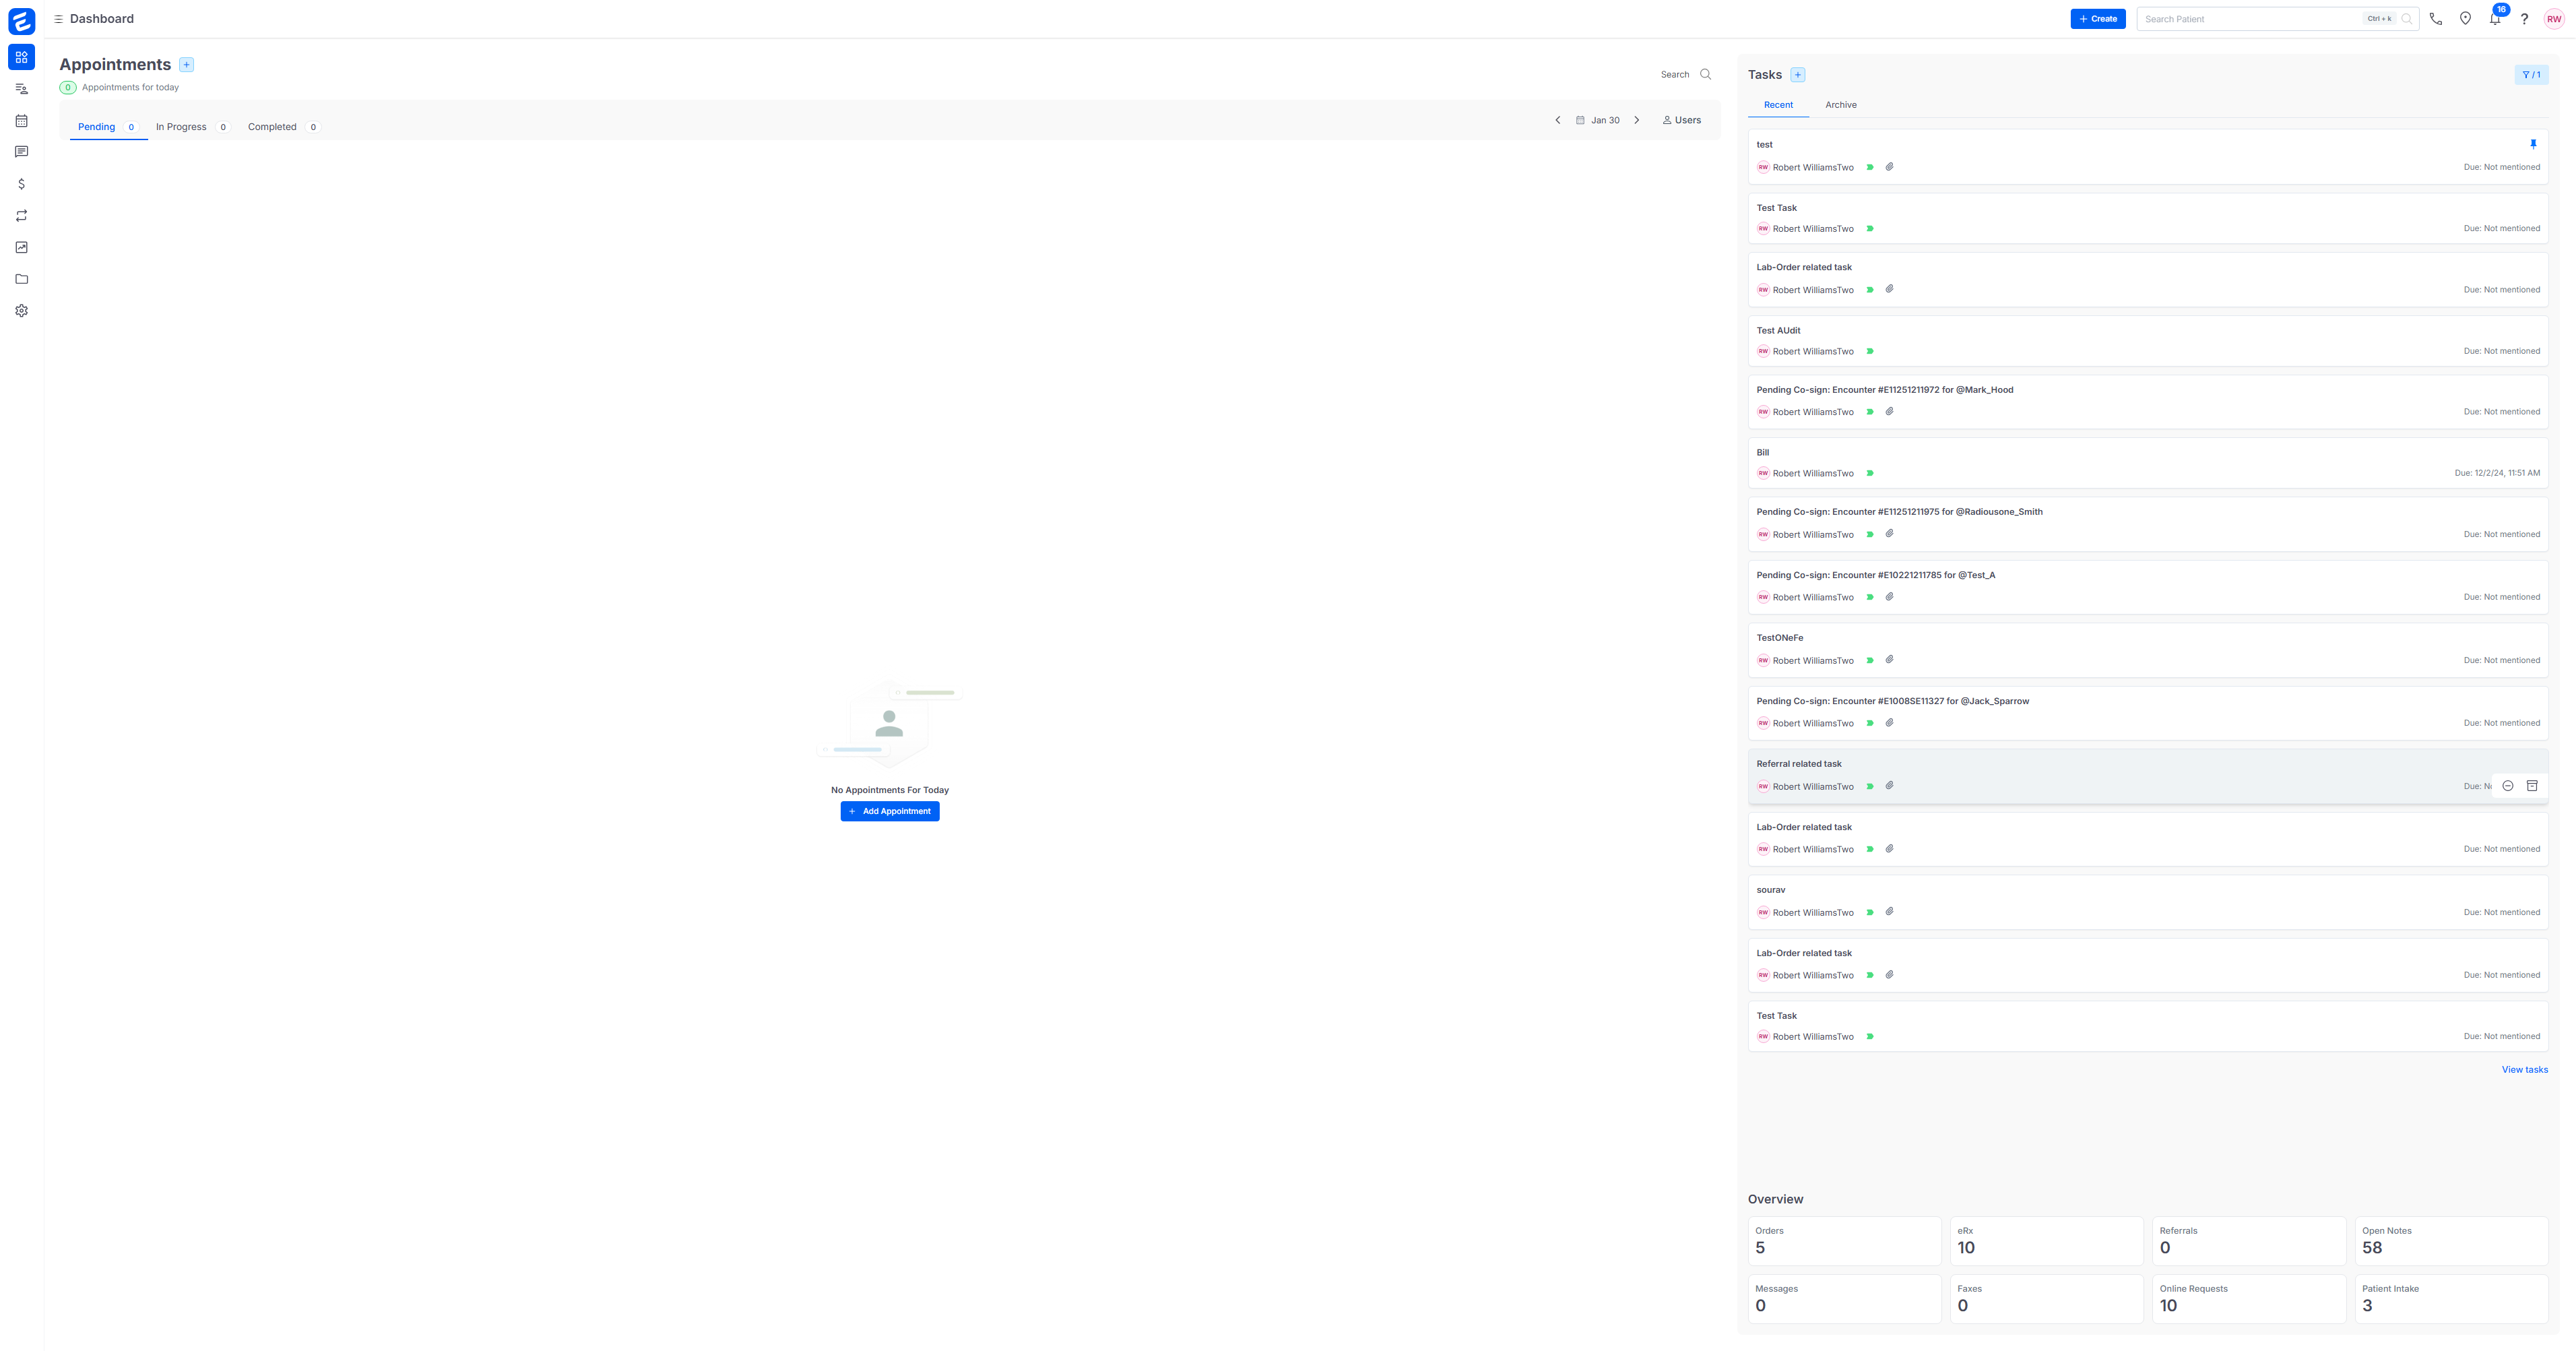 Dashboard
Create
Search Patient
Ctrl + k
16
?
RW
Appointments
0 Appointments for today
Search
Pending 0 In Progress 0 Completed 0
Jan 30
Users
No Appointments For Today
Add Appointment
Tasks
/ 1
Recent Archive
test
RW Robert WilliamsTwo Due: Not mentioned
Test Task
RW Robert WilliamsTwo Due: Not mentioned
Lab-Order related task
RW Robert WilliamsTwo Due: Not mentioned
Test AUdit
RW Robert WilliamsTwo Due: Not mentioned
Pending Co-sign: Encounter #E11251211972 for @Mark_Hood
RW Robert WilliamsTwo Due: Not mentioned
Bill
RW Robert WilliamsTwo Due: 12/2/24, 11:51 AM
Pending Co-sign: Encounter #E11251211975 for @Radiousone_Smith
RW Robert WilliamsTwo Due: Not mentioned
Pending Co-sign: Encounter #E10221211785 for @Test_A
RW Robert WilliamsTwo Due: Not mentioned
TestONeFe
RW Robert WilliamsTwo Due: Not mentioned
Pending Co-sign: Encounter #E1008SE11327 for @Jack_Sparrow
RW Robert WilliamsTwo Due: Not mentioned
Referral related task
RW Robert WilliamsTwo Due:
Lab-Order related task
RW Robert WilliamsTwo Due: Not mentioned
sourav
RW Robert WilliamsTwo Due: Not mentioned
Lab-Order related task
RW Robert WilliamsTwo Due: Not mentioned
Test Task
RW Robert WilliamsTwo Due: Not mentioned
View tasks
Overview
Orders eRx Referrals Open Notes
5 10 0 58
Messages Faxes Online Requests Patient Intake
0 0 10 3